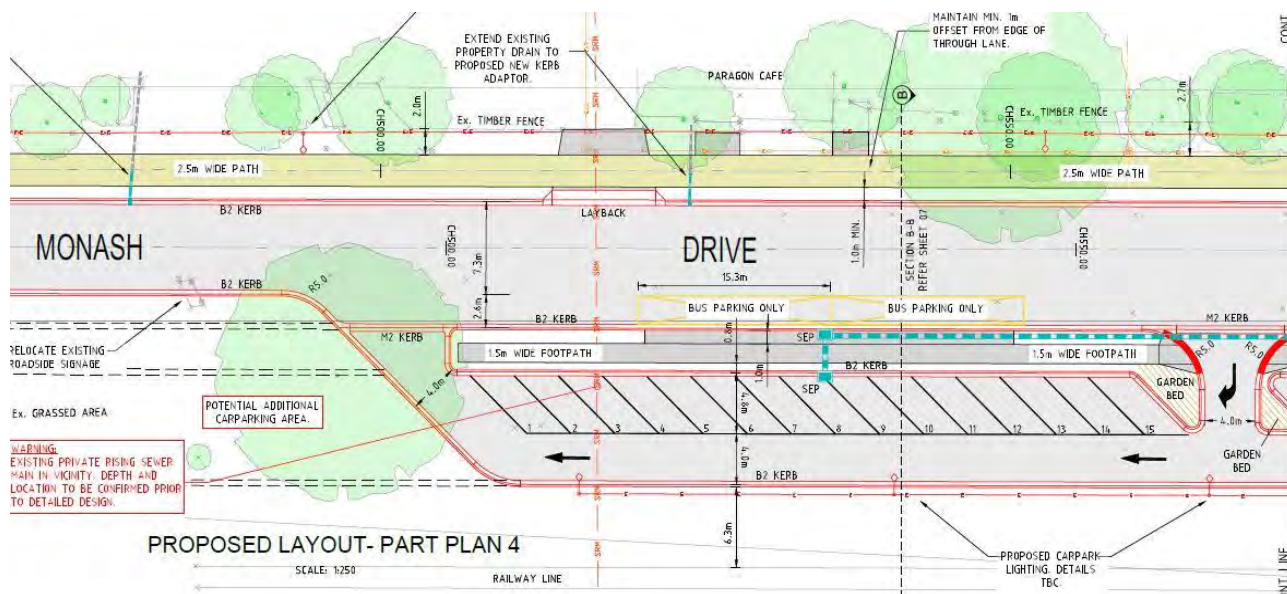 MAINTAIN MIN. 1m
OFFSET FROM EDGE OF
THROUGH LANE.
EXTEND EXISTING
PROPERTY DRAIN TO
PROPOSED NEW KERB
ADAPTOR.
PARAGON CAFE
SRM
B
2.0m
CH500.00
Ex. TIMBER FENCE
Ex. TIMBER FENCE
CH550.00
2.7m
2.5m WIDE PATH
2.5m WIDE PATH
B2 KERB
LAYBACK
MONASH
DRIVE
CH500.00
7.3m
15.3m
1.0m MIN.
SECTION B-B
REFER SHEET 07
CH550.00
B2 KERB
R5.0
2.6m
BUS PARKING ONLY
BUS PARKING ONLY
M2 KERB
B2 KERB
SEP
B2 KERB
M2 KERB
RELOCATE EXISTING
ROADSIDE SIGNAGE
1.5m WIDE FOOTPATH
0.8m
1.0m
1.5m WIDE FOOTPATH
R5.0
R5.0
B2 KERB
SEP
4.0m
GARDEN
BED
Ex. GRASSED AREA
POTENTIAL ADDITIONAL
CARPARKING AREA.
4.8m
4.0m
1 2 3 4 5 6 7 8 9 10 11 12 13 14 15
WARNING:
EXISTING PRIVATE RISING SEWER
MAIN IN VICINITY. DEPTH AND
LOCATION TO BE CONFIRMED PRIOR
TO DETAILED DESIGN.
4.0m
GARDEN
BED
B2 KERB
B2 KERB
SRM
6.3m
PROPOSED LAYOUT- PART PLAN 4
SCALE: 1:250
RAILWAY LINE
PROPOSED CARPARK
LIGHTING. DETAILS
TBC.